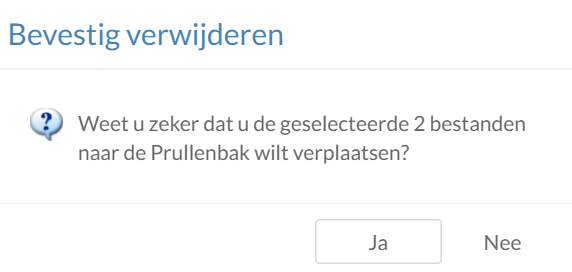 Bevestig verwijderen
Weet u zeker dat u de geselecteerde 2 bestanden
naar de Prullenbak wilt verplaatsen?
Ja
Nee